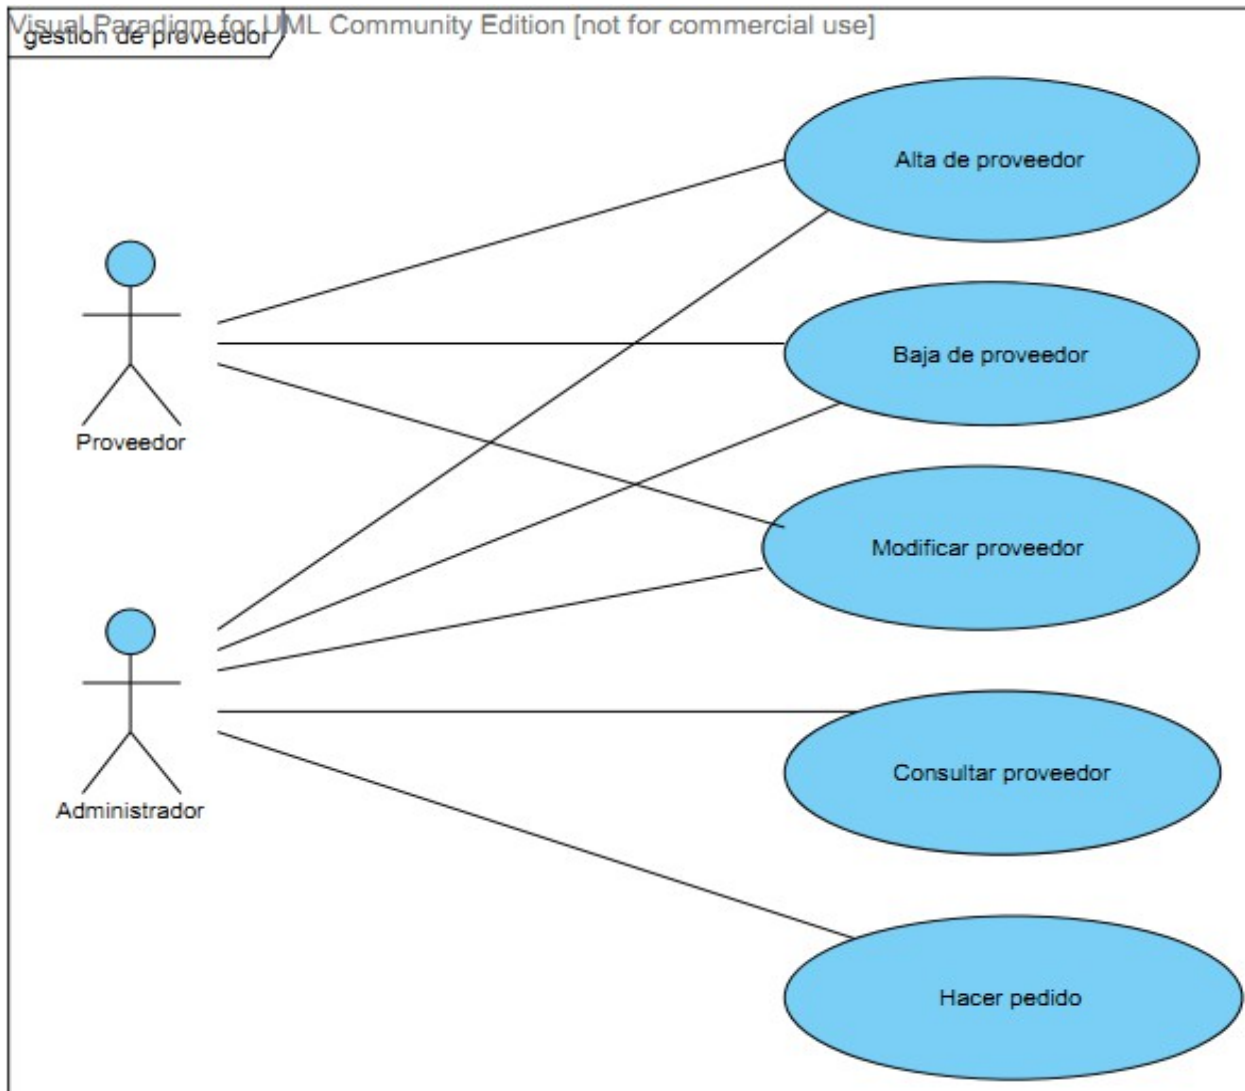 Visual Paradigm for UML Community Edition [not for commercial use]
gestion de proveedor
Alta de proveedor
Baja de proveedor
Proveedor
Modificar proveedor
Consultar proveedor
Administrador
Hacer pedido